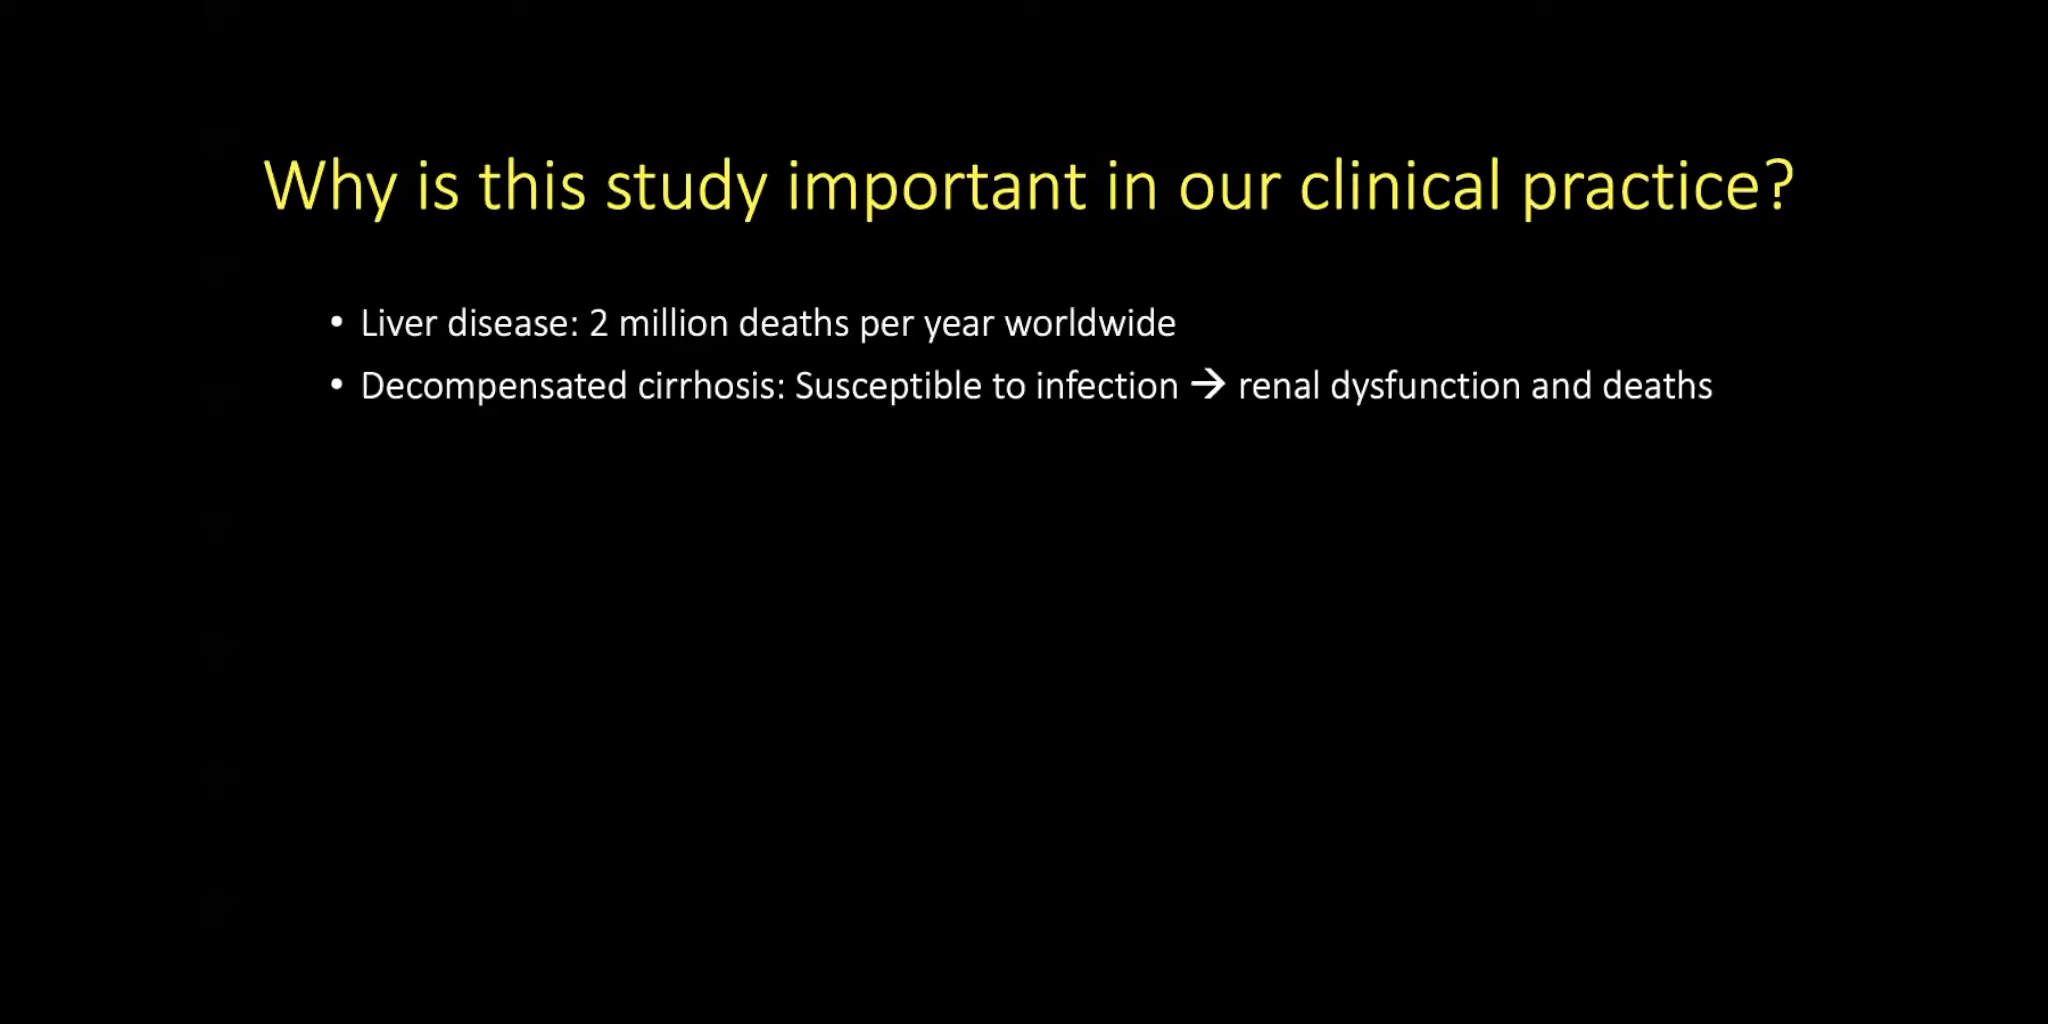 Why is this study important in our clinical practice?
• Liver disease: 2 million deaths per year worldwide
• Decompensated cirrhosis: Susceptible to infection → renal dysfunction and deaths